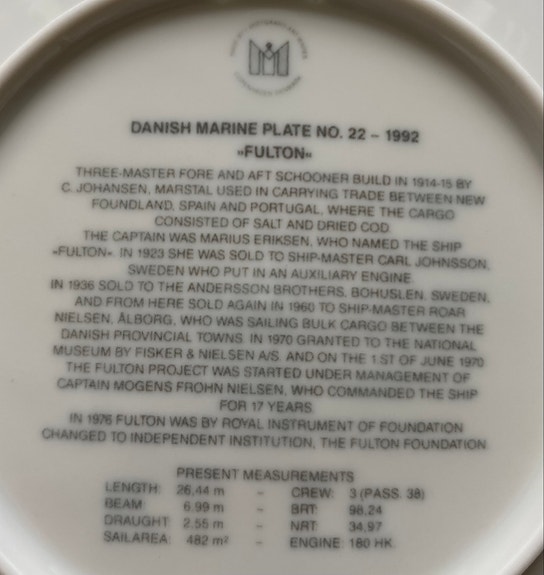 DANISH MARINE PLATE NO. 22 – 1992
»FULTON«
THREE-MASTER FORE AND AFT SCHOONER BUILD IN 1914-15 BY
C. JOHANSEN, MARSTAL USED IN CARRYING TRADE BETWEEN NEW
FOUNDLAND, SPAIN AND PORTUGAL, WHERE THE CARGO
CONSISTED OF SALT AND DRIED COD.
THE CAPTAIN WAS MARIUS ERIKSEN, WHO NAMED THE SHIP
»FULTON«. IN 1923 SHE WAS SOLD TO SHIP-MASTER CARL JOHNSSON,
SWEDEN WHO PUT IN AN AUXILIARY ENGINE.
IN 1936 SOLD TO THE ANDERSSON BROTHERS, BOHUSLEN, SWEDEN,
AND FROM HERE SOLD AGAIN IN 1960 TO SHIP-MASTER ROAR
NIELSEN, ÅLBORG, WHO WAS SAILING BULK CARGO BETWEEN THE
DANISH PROVINCIAL TOWNS. IN 1970 GRANTED TO THE NATIONAL
MUSEUM BY FISKER & NIELSEN A/S. AND ON THE 1 ST OF JUNE 1970
THE FULTON PROJECT WAS STARTED UNDER MANAGEMENT OF
CAPTAIN MOGENS FROHN NIELSEN, WHO COMMANDED THE SHIP
FOR 17 YEARS.
IN 1976 FULTON WAS BY ROYAL INSTRUMENT OF FOUNDATION
CHANGED TO INDEPENDENT INSTITUTION, THE FULTON FOUNDATION.
PRESENT MEASUREMENTS
LENGTH: 26,44 m – CREW: 3 (PASS. 38)
BEAM: 6.99 m – BRT: 98,24
DRAUGHT: 2,55 m – NRT: 34,97
SAILAREA: 482 m² – ENGINE: 180 HK